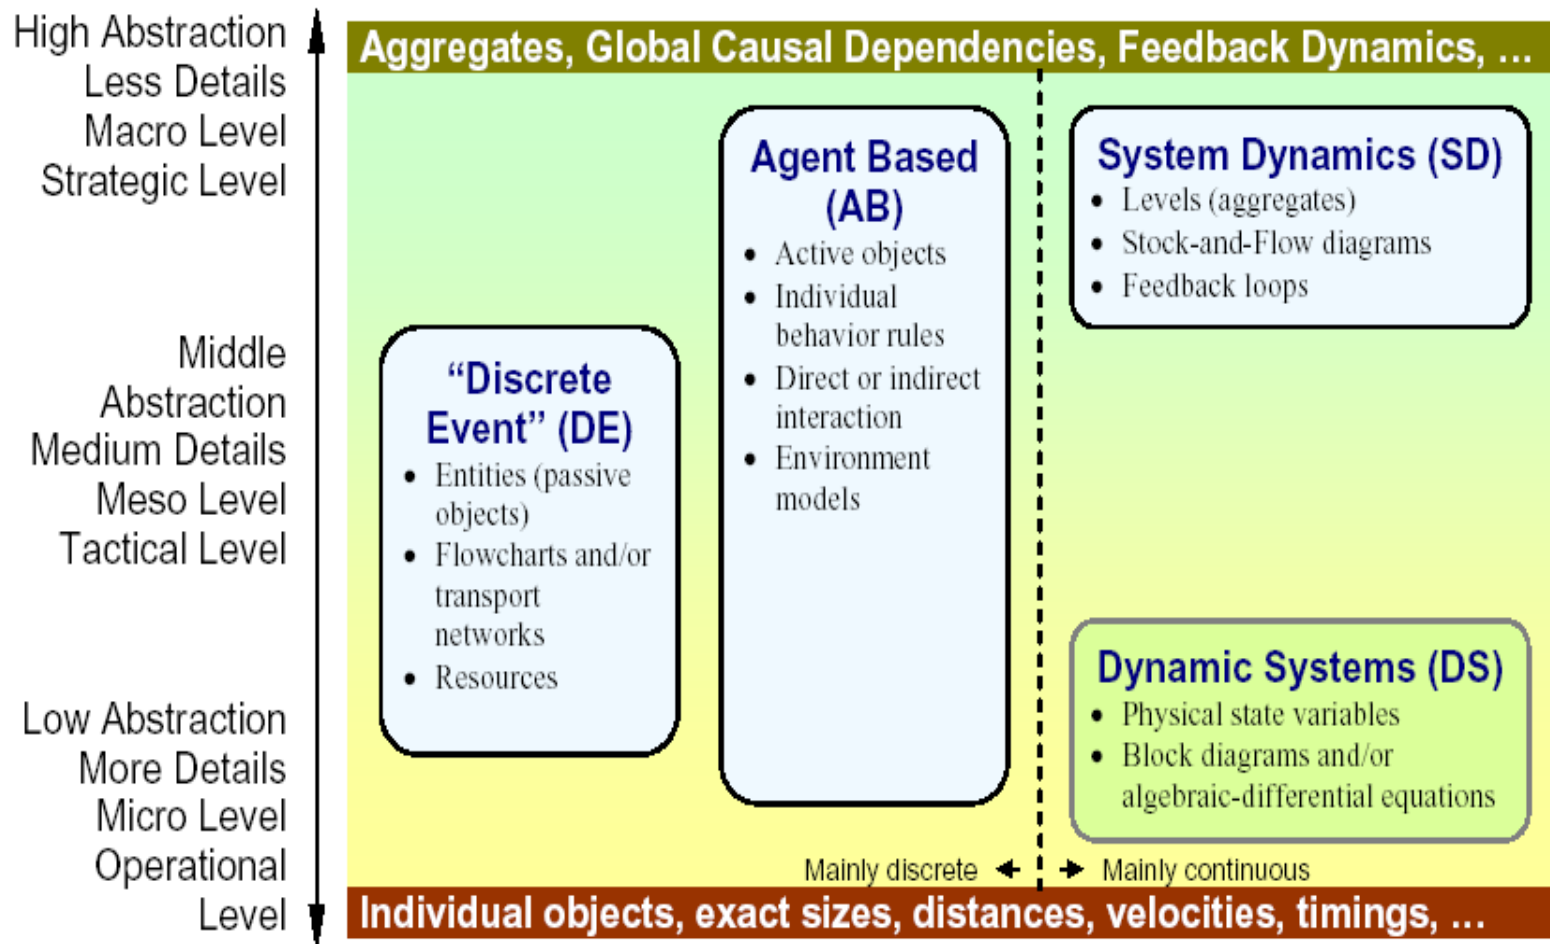 High Abstraction
Less Details
Macro Level
Strategic Level
Middle
Abstraction
Medium Details
Meso Level
Tactical Level
Low Abstraction
More Details
Micro Level
Operational
Level
Aggregates, Global Causal Dependencies, Feedback Dynamics, ...
“Discrete
Event” (DE)
• Entities (passive
objects)
• Flowcharts and/or
transport
networks
• Resources
Agent Based
(AB)
• Active objects
• Individual
behavior rules
• Direct or indirect
interaction
• Environment
models
System Dynamics (SD)
• Levels (aggregates)
• Stock-and-Flow diagrams
• Feedback loops
Dynamic Systems (DS)
• Physical state variables
• Block diagrams and/or
algebraic-differential equations
Mainly discrete
Mainly continuous
Individual objects, exact sizes, distances, velocities, timings, ...